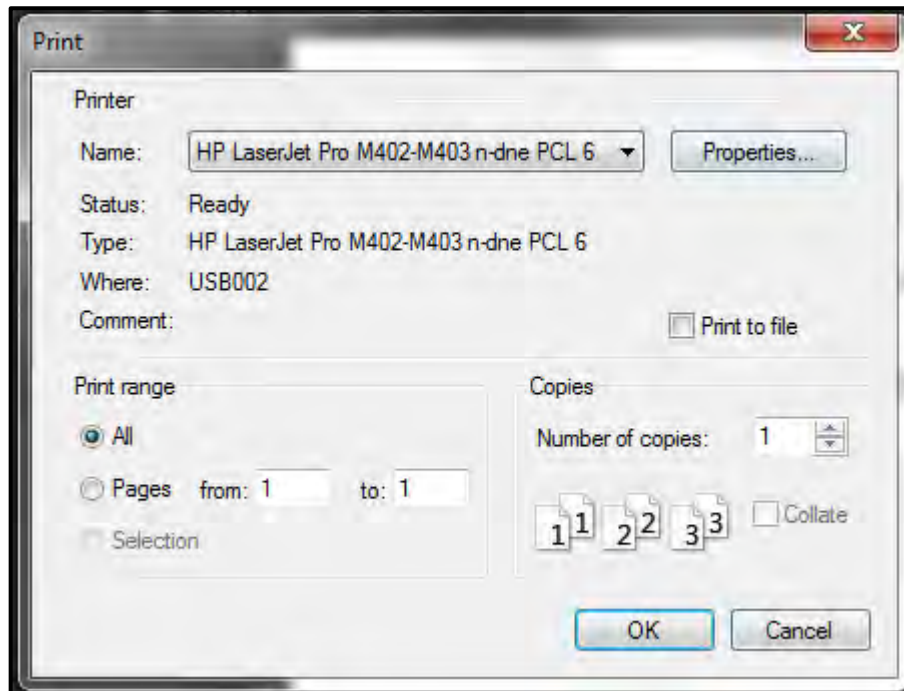 Print
X
Printer
Name: HP LaserJet Pro M402-M403 n-dne PCL 6 Properties...
Status: Ready
Type: HP LaserJet Pro M402-M403 n-dne PCL 6
Where: USB002
Comment: Print to file
Print range Copies
All Number of copies: 1
Pages from: 1 to: 1
1 1 2 2 3 3 Collate
Selection
OK Cancel